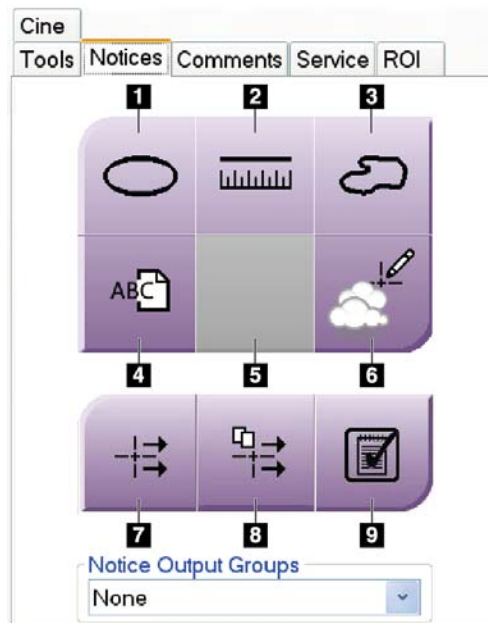 Cine
Tools Notices Comments Service ROI
1 2 3
ABC
4 5 6
7 8 9
Notice Output Groups
None